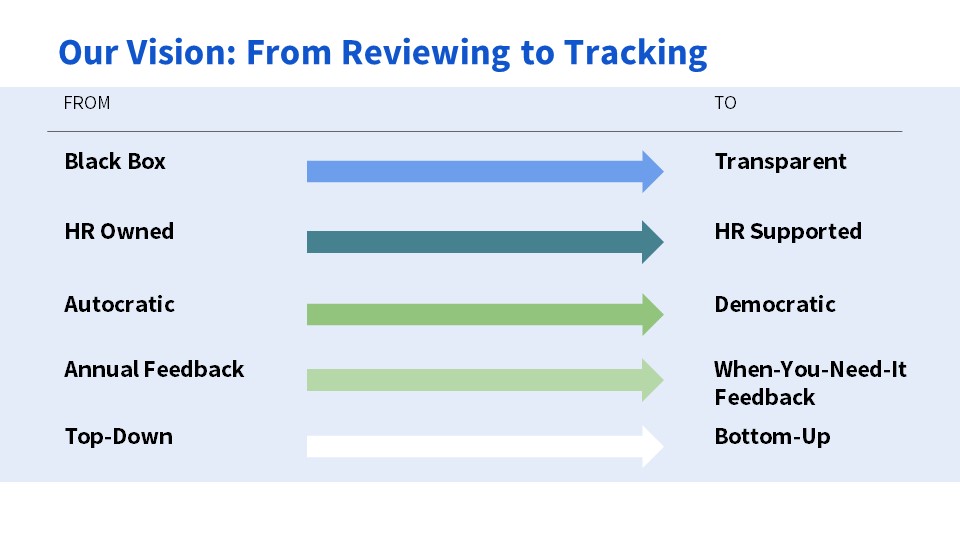 Our Vision: From Reviewing to Tracking
FROM
TO
Black Box
Transparent
HR Owned
HR Supported
Autocratic
Democratic
Annual Feedback
When-You-Need-It
Feedback
Top-Down
Bottom-Up